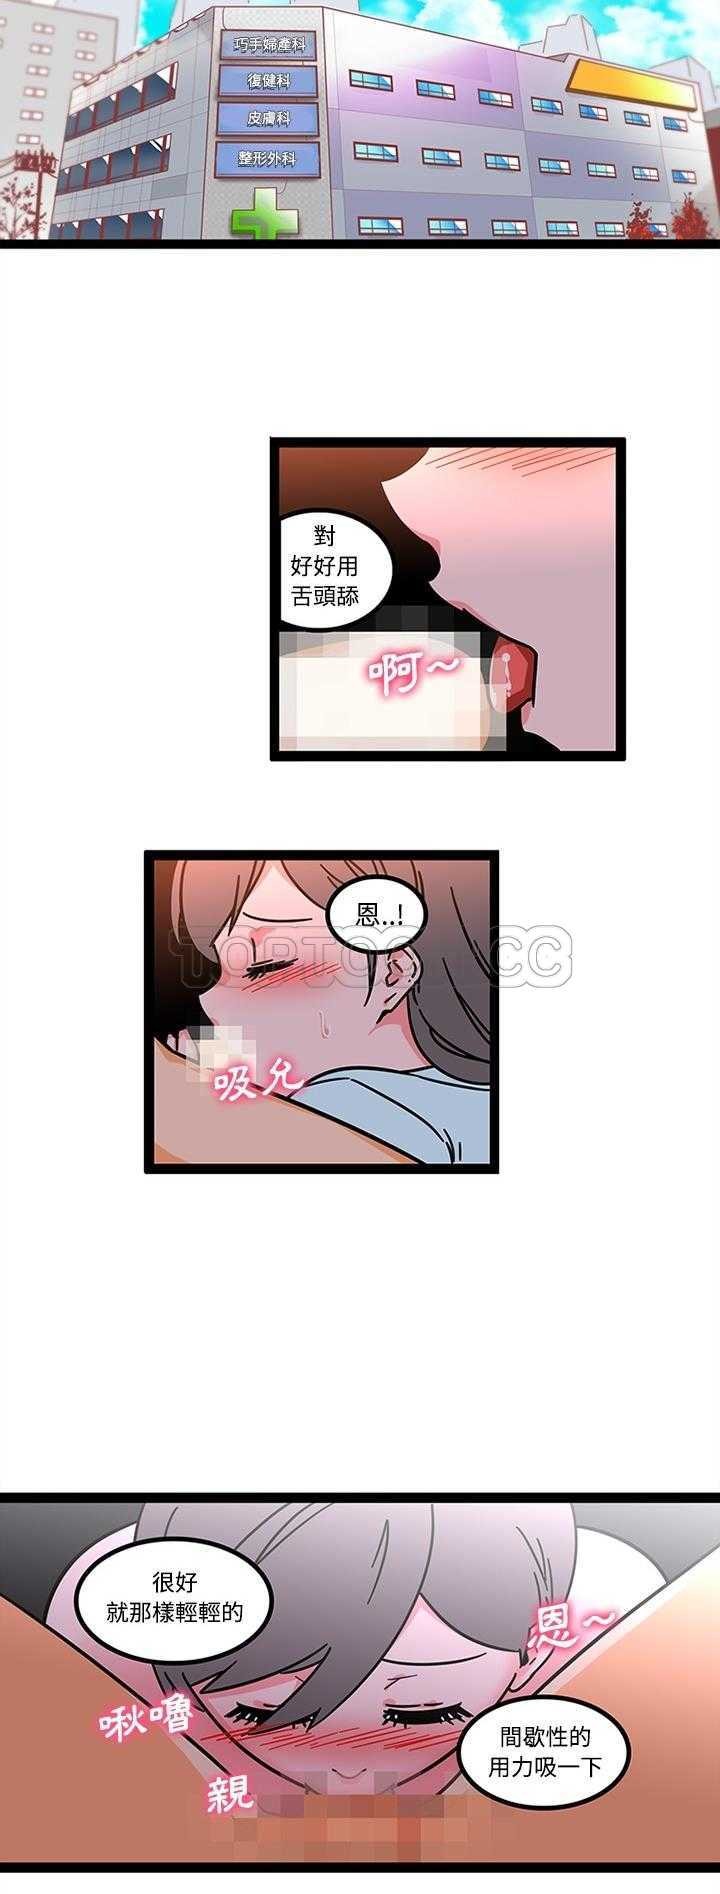 巧手婦產科
復健科
皮膚科
整形外科
對
好好用
舌頭舔
啊~
恩..!
TOPTOON.CC
吸允
很好
就那樣輕輕的
恩~
啾嚕
間歇性的
用力吸一下
親